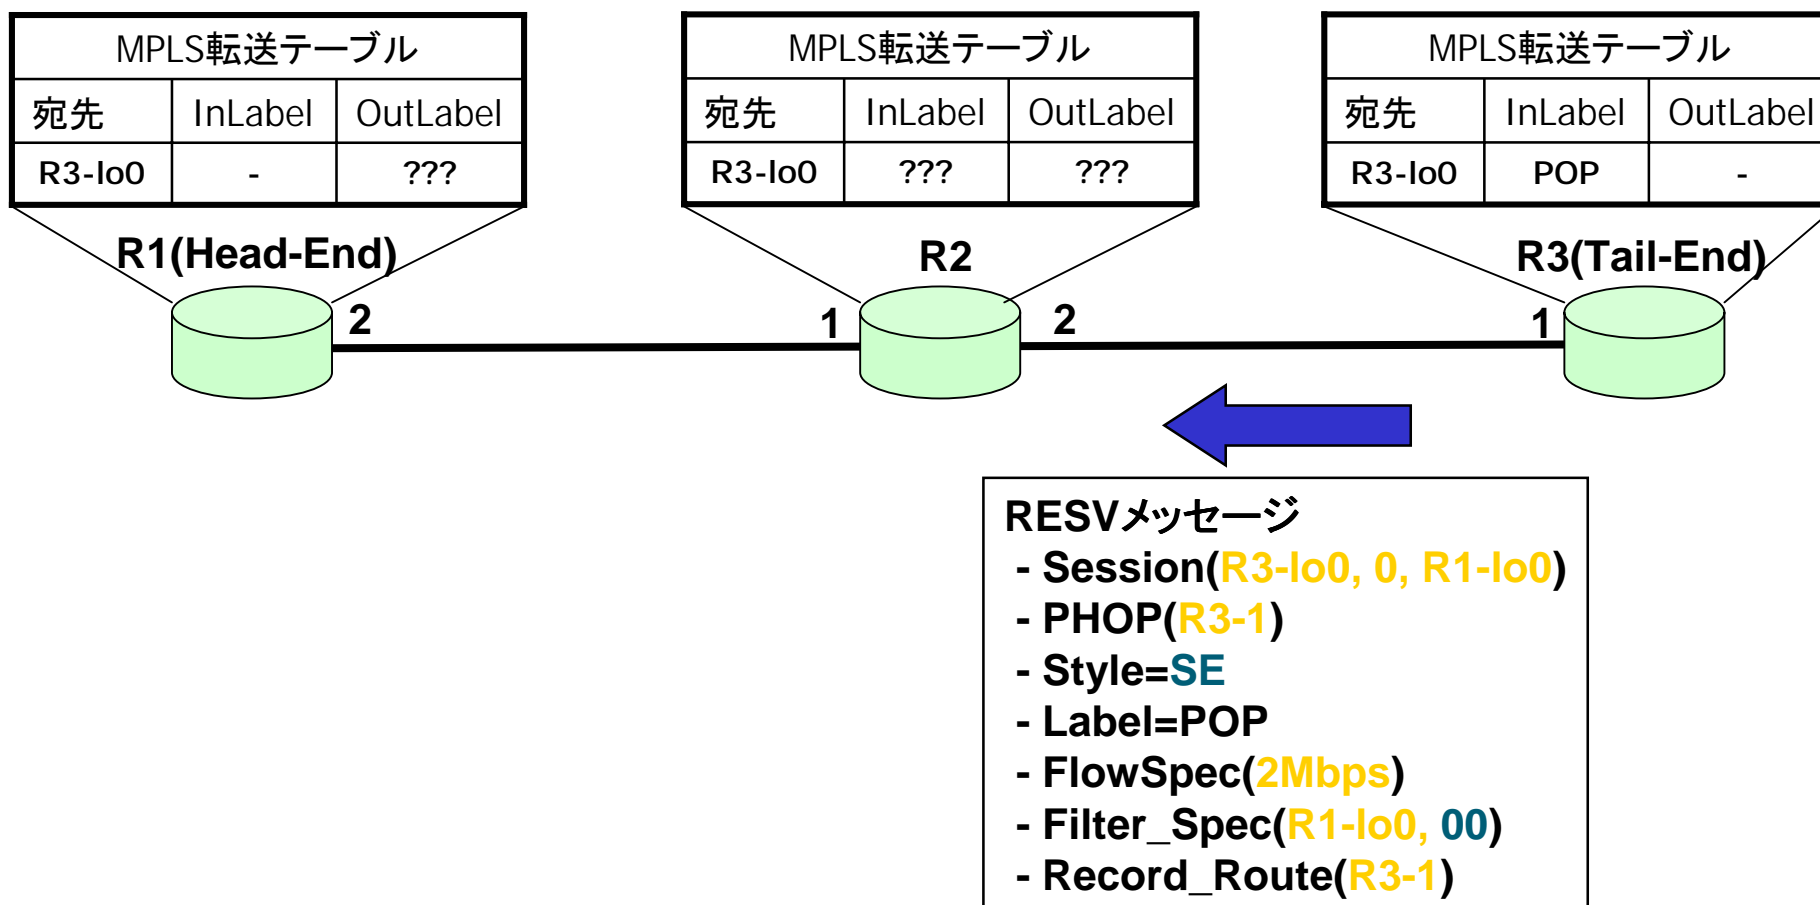 MPLS転送テーブル
宛先 InLabel OutLabel
R3-lo0 - ???
MPLS転送テーブル
宛先 InLabel OutLabel
R3-lo0 ??? ???
MPLS転送テーブル
宛先 InLabel OutLabel
R3-lo0 POP -
R1(Head-End)
R2
R3(Tail-End)
2
1
2
1
RESVメッセージ
- Session(R3-lo0, 0, R1-lo0)
- PHOP(R3-1)
- Style=SE
- Label=POP
- FlowSpec(2Mbps)
- Filter_Spec(R1-lo0, 00)
- Record_Route(R3-1)